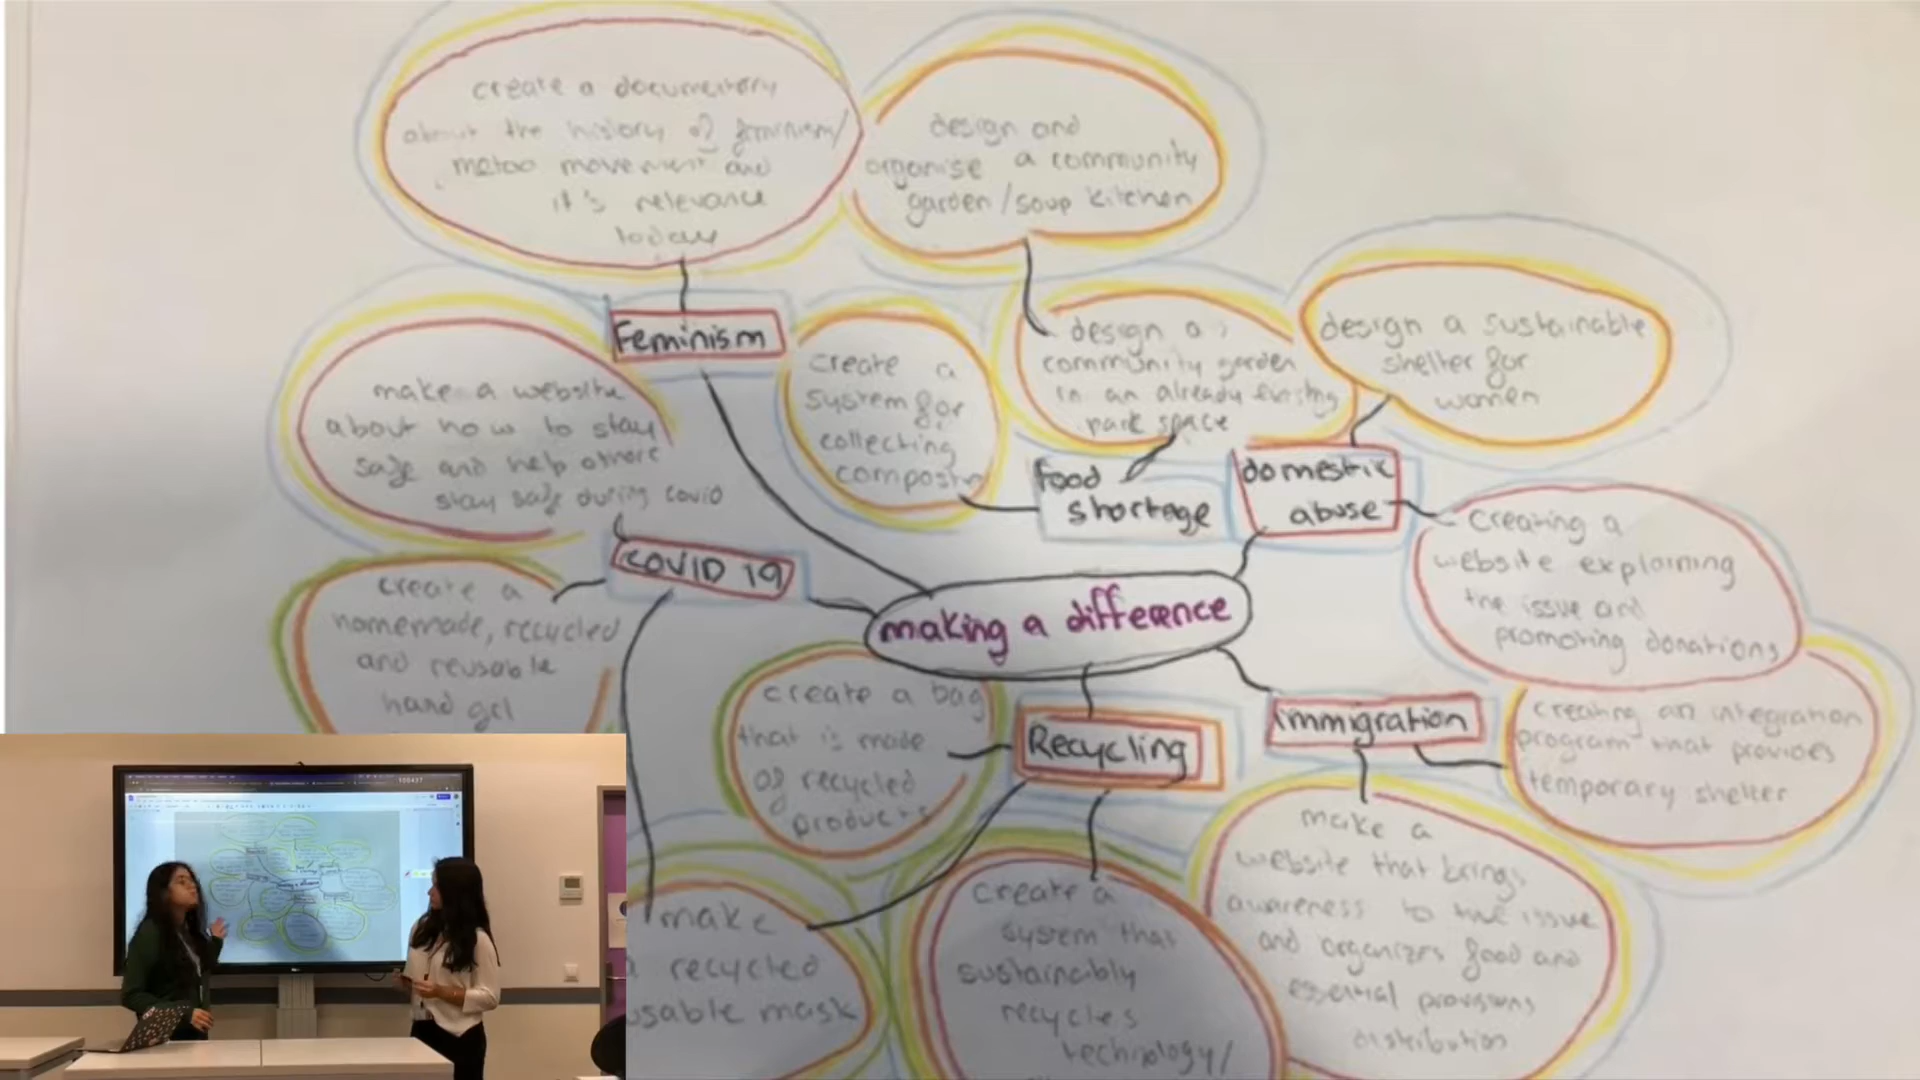 create a documentary
about the history of feminism/
metoo movement and
it's relevance
today
design and
organise a community
garden/soup kitchen
Feminism
make a website
about how to stay
safe and help others
stay safe during covid
create a
system for
collecting
compost
design a
community garden
in an already existing
park space
design a sustainable
shelter for
women
food
shortage
domestic
abuse
creating a
website explaining
the issue and
promoting donations
COVID 19
create a
homemade, recycled
and reusable
hand gel
making a difference
create a bag
that is made
of recycled
products
Recycling
immigration
creating an integration
program that provides
temporary shelter
make
recycled
usable mask
create a
system that
sustainably
recycles
technology/
make a
website that brings
awareness to the issue
and organizes food and
essential provisions
distribution